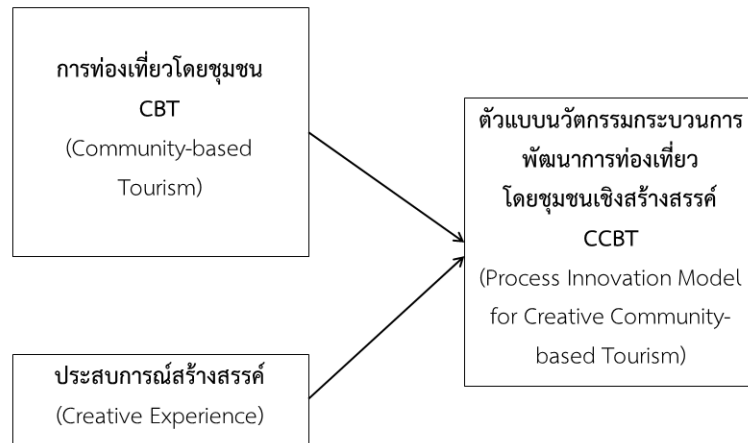 การท่องเที่ยวโดยชุมชน
CBT
(Community-based
Tourism)
ตัวแบบนวัตกรรมกระบวนการ
พัฒนาการท่องเที่ยว
โดยชุมชนเชิงสร้างสรรค์
CCBT
(Process Innovation Model
for Creative Community-
based Tourism)
ประสบการณ์สร้างสรรค์
(Creative Experience)